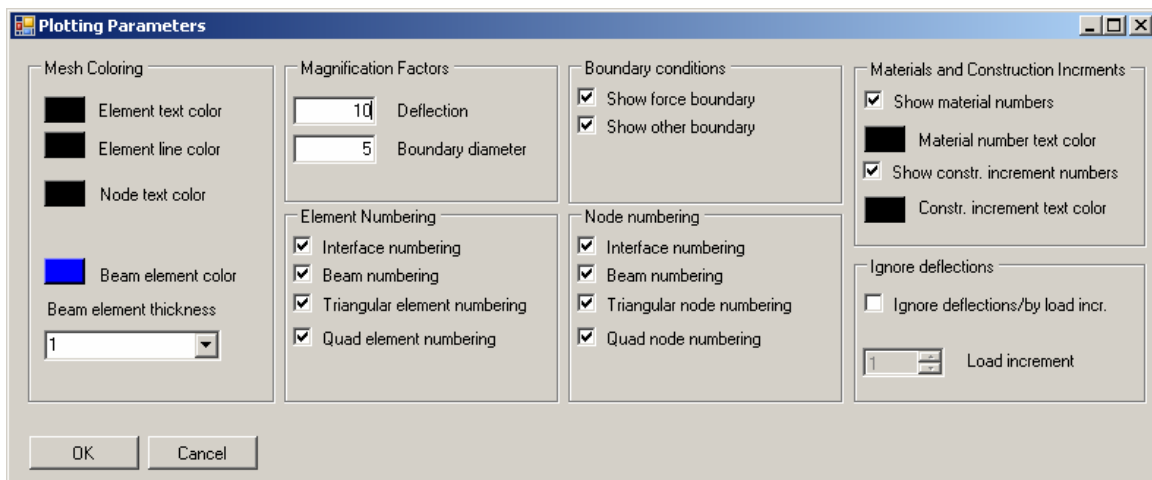 Plotting Parameters
Mesh Coloring
Element text color
Element line color
Node text color
Beam element color
Beam element thickness
1
Magnification Factors
10 Deflection
5 Boundary diameter
Boundary conditions
Show force boundary
Show other boundary
Materials and Construction Incrments
Show material numbers
Material number text color
Show constr. increment numbers
Constr. increment text color
Element Numbering
Interface numbering
Beam numbering
Triangular element numbering
Quad element numbering
Node numbering
Interface numbering
Beam numbering
Triangular node numbering
Quad node numbering
Ignore deflections
Ignore deflections/by load incr.
1 Load increment
OK
Cancel